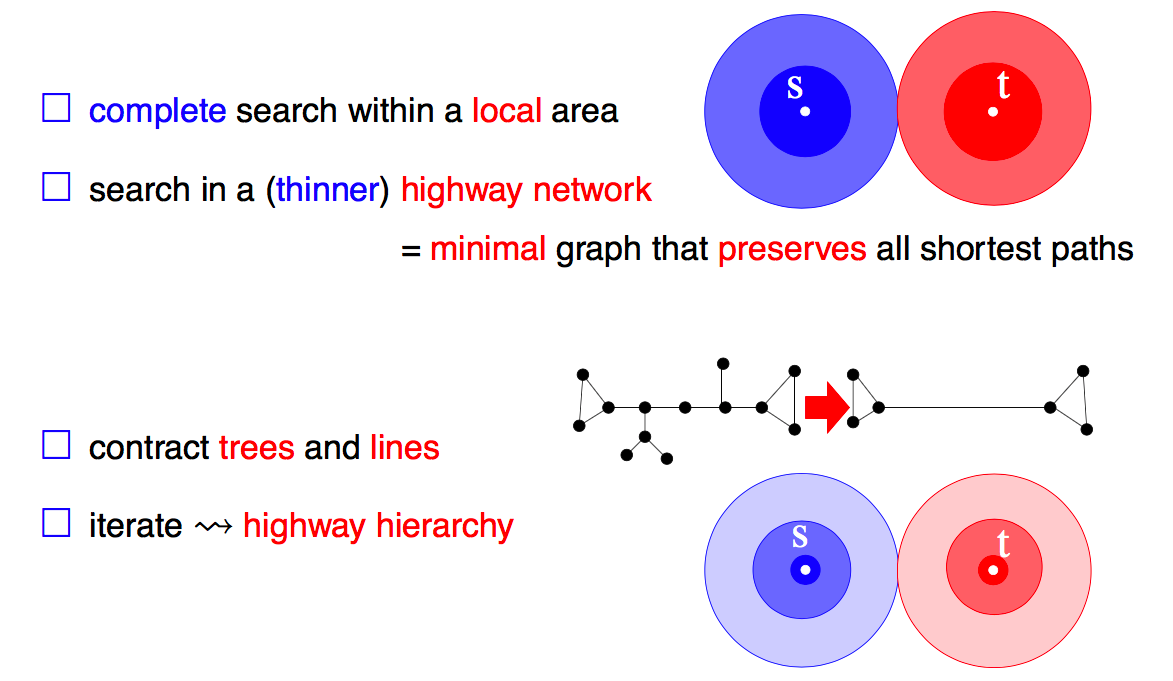 s t
□ complete search within a local area
□ search in a (thinner) highway network
= minimal graph that preserves all shortest paths
□ contract trees and lines
□ iterate ⇝ highway hierarchy
s t